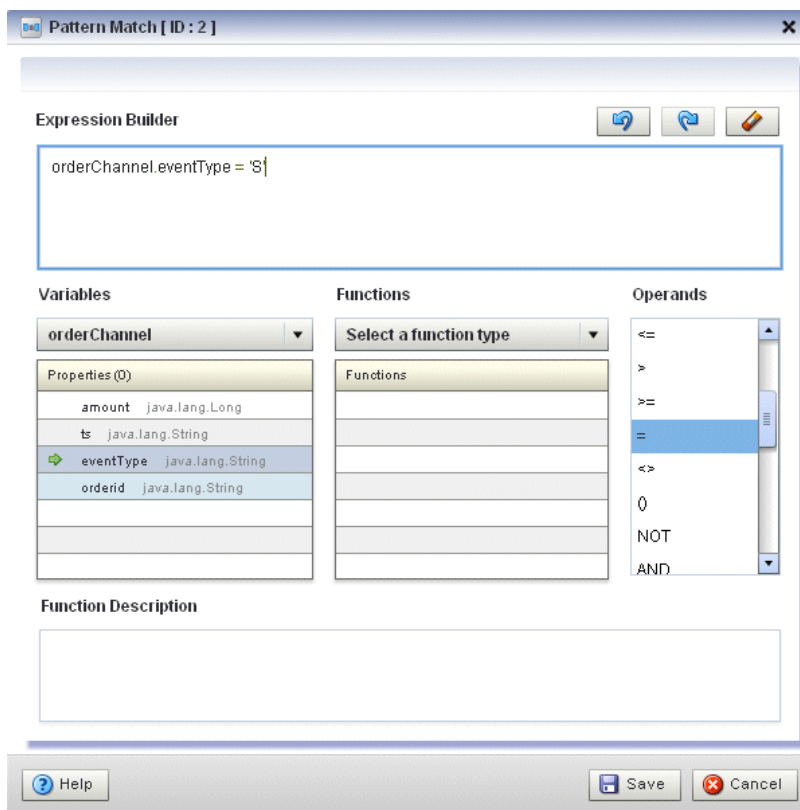 Pattern Match [ ID : 2 ]
Expression Builder
orderChannel.eventType = 'S'
Variables Functions Operands
orderChannel Select a function type
Properties (0) Functions
amount java.lang.Long
ts java.lang.String
eventType java.lang.String
orderid java.lang.String
<=
>
>=
=
<>
()
NOT
AND
Function Description
Help Save Cancel